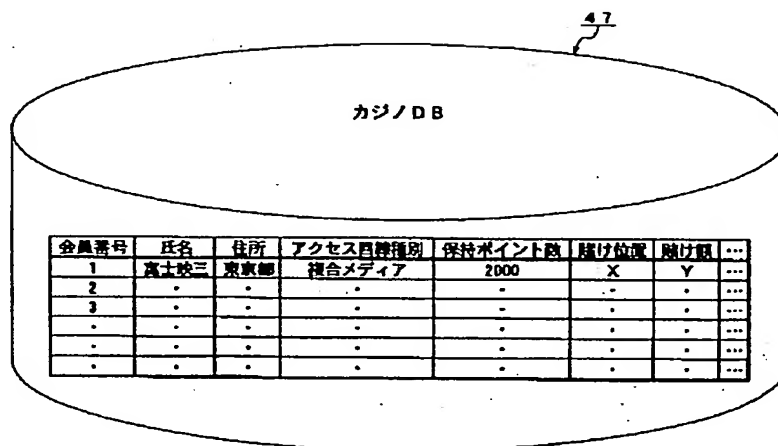 47
カジノDB
会員番号 氏名 住所 アクセス回線種別 保持ポイント数 賭け位置 賭け額 …
1 富士映三 東京都 複合メディア 2000 X Y …
2 ・ ・ ・ ・ ・ ・ …
3 ・ ・ ・ ・ ・ ・ …
・ ・ ・ ・ ・ ・ ・ …
・ ・ ・ ・ ・ ・ ・ …
・ ・ ・ ・ ・ ・ ・ …